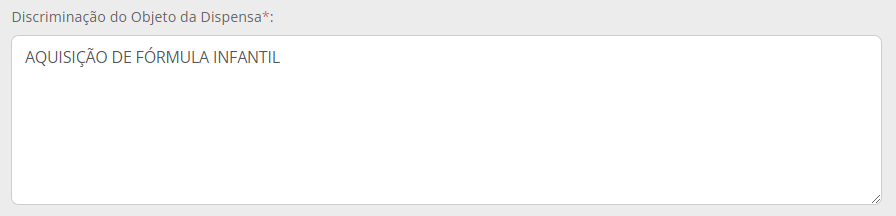 Discriminação do Objeto da Dispensa*:
AQUISIÇÃO DE FÓRMULA INFANTIL